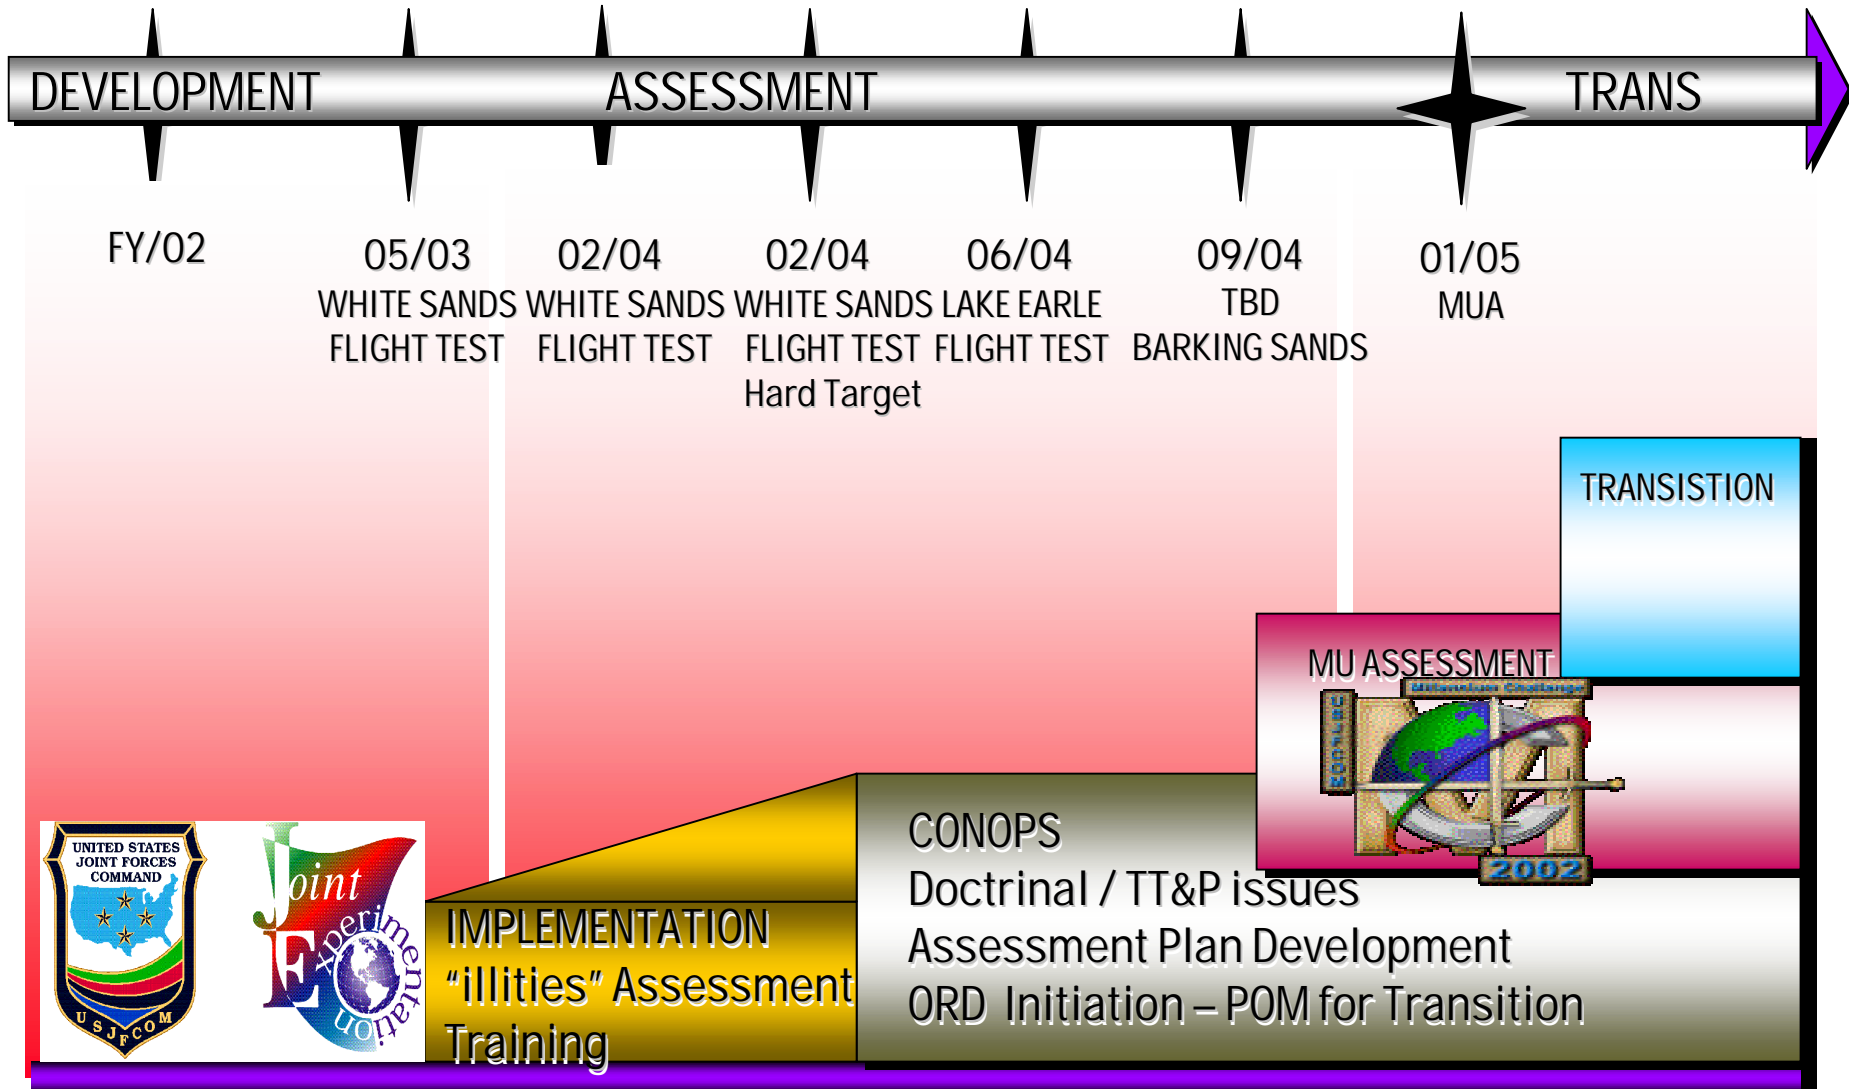 DEVELOPMENT ASSESSMENT TRANS
FY/02
05/03
WHITE SANDS
FLIGHT TEST
02/04
WHITE SANDS
FLIGHT TEST
02/04
WHITE SANDS
FLIGHT TEST
Hard Target
06/04
LAKE EARLE
FLIGHT TEST
09/04
TBD
BARKING SANDS
01/05
MUA
TRANSISTION
MU ASSESSMENT
Millennium Challenge
USJFCOM
2002
UNITED STATES
JOINT FORCES
COMMAND
USJFCOM
Joint
Experimentation
IMPLEMENTATION
“illities” Assessment
Training
CONOPS
Doctrinal / TT&P issues
Assessment Plan Development
ORD Initiation – POM for Transition